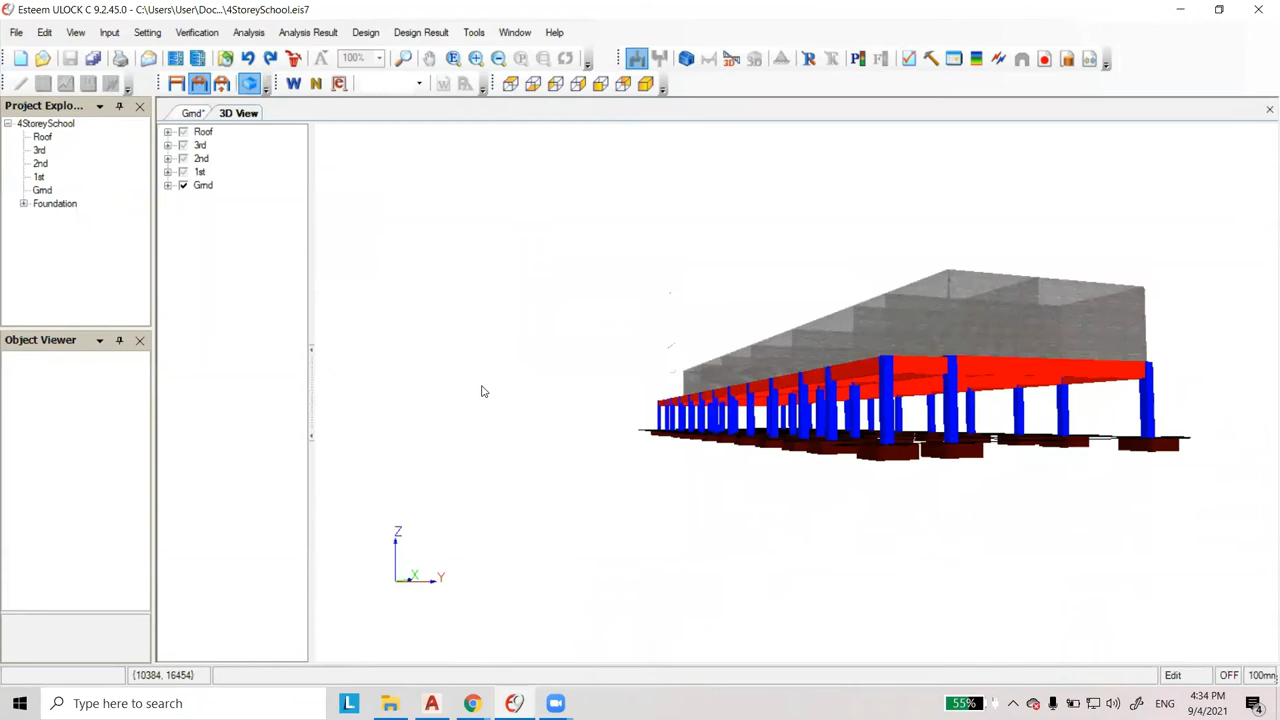 Esteem ULOCK C 9.2.45.0 - C:\Users\User\Doc...\4StoreySchool.eis7
File Edit View Input Setting Verification Analysis Analysis Result Design Design Result Tools Window Help
100%
W N
Project Explo...
Grnd* 3D View
4StoreySchool
Roof
3rd
2nd
1st
Grnd
Foundation
Roof
3rd
2nd
1st
Grnd
Object Viewer
Z
X Y
{10384, 16454}
Edit OFF 100mm
Type here to search
L
55%
4:34 PM
9/4/2021
4